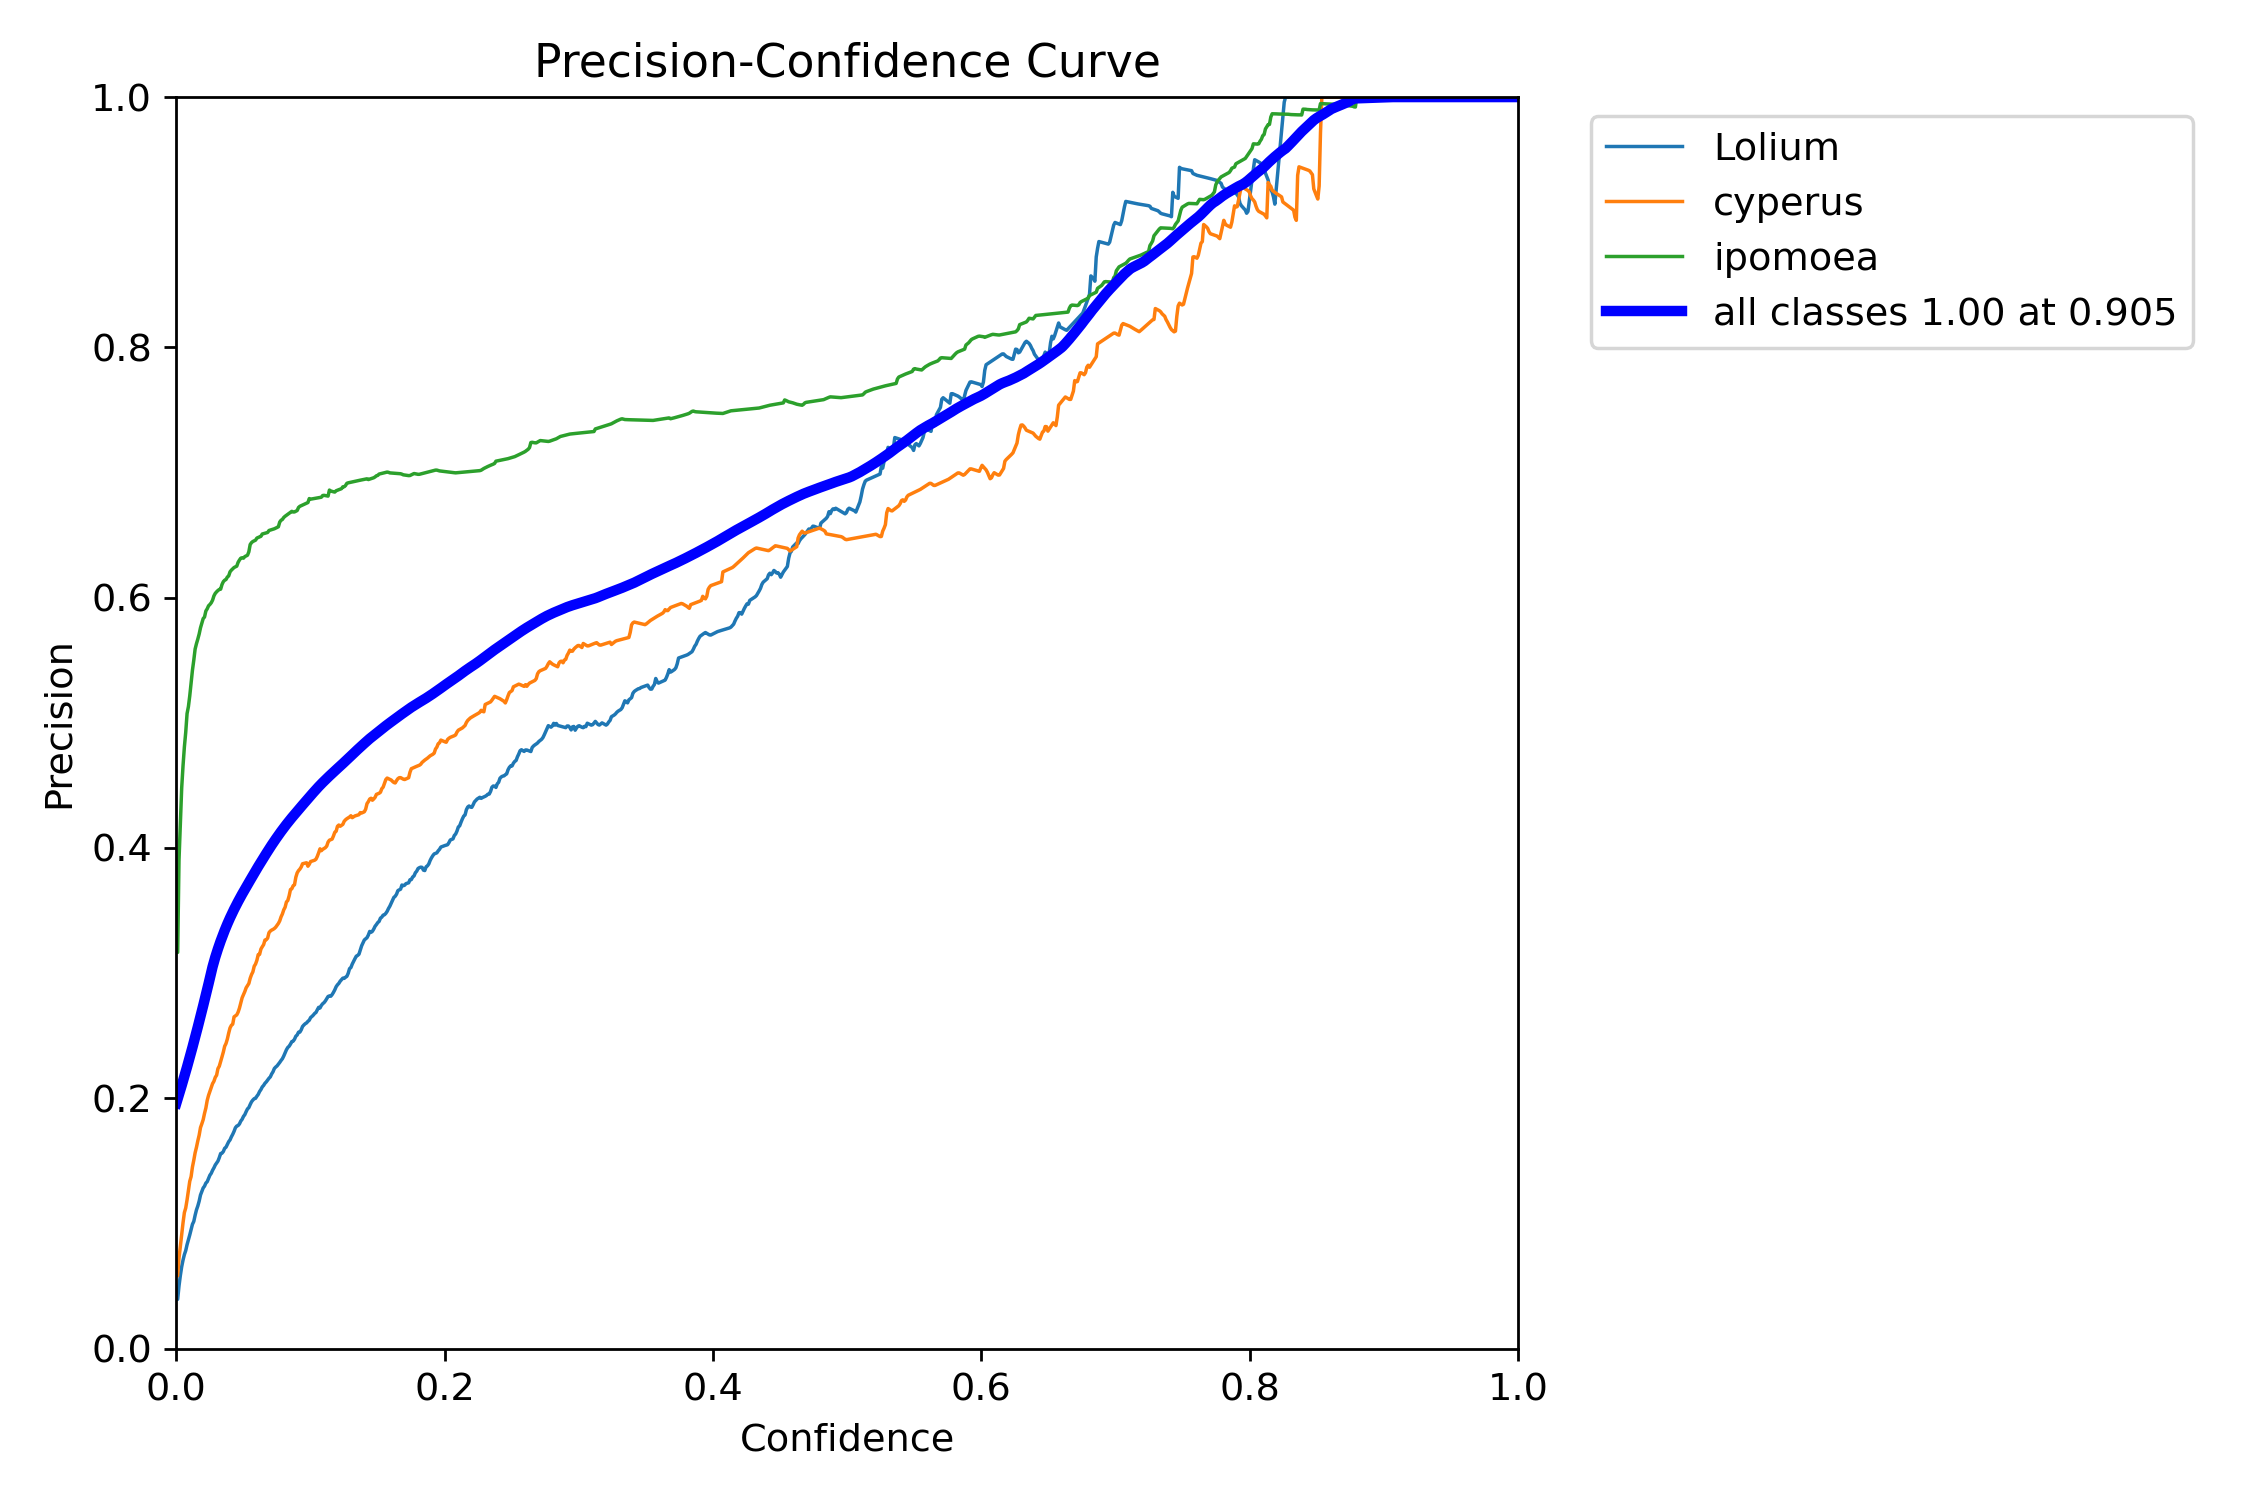 Precision-Confidence Curve
1.0
0.8
0.6
0.4
0.2
0.0
Precision
0.0 0.2 0.4 0.6 0.8 1.0
Confidence
Lolium
cyperus
ipomoea
all classes 1.00 at 0.905